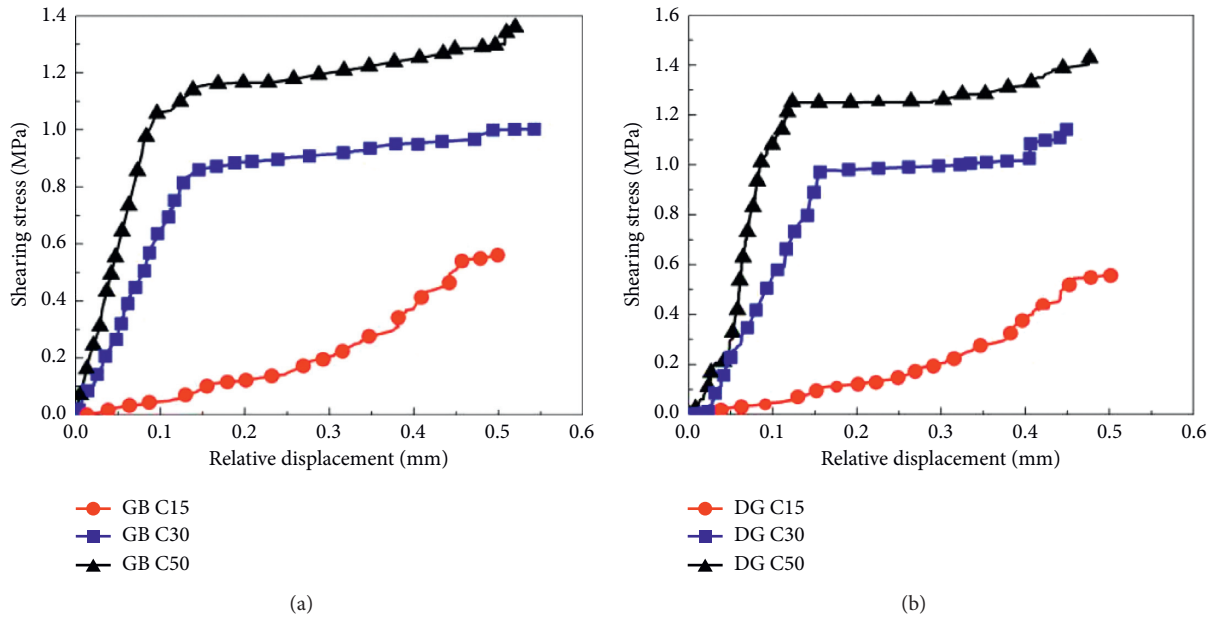 1.4
1.2
1.0
0.8
0.6
0.4
0.2
0.0
Shearing stress (MPa)
0.0 0.1 0.2 0.3 0.4 0.5 0.6
Relative displacement (mm)
GB C15
GB C30
GB C50
(a)
1.6
1.4
1.2
1.0
0.8
0.6
0.4
0.2
0.0
Shearing stress (MPa)
0.0 0.1 0.2 0.3 0.4 0.5 0.6
Relative displacement (mm)
DG C15
DG C30
DG C50
(b)